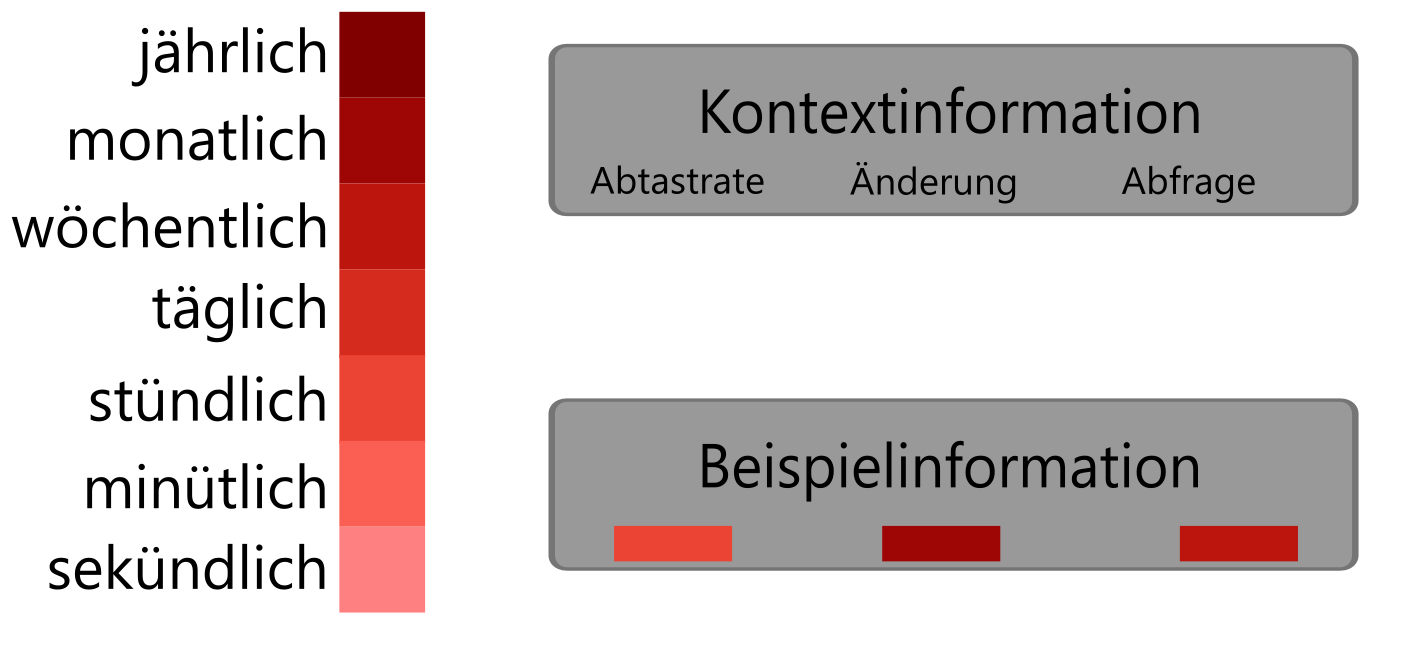 jährlich
monatlich
wöchentlich
täglich
stündlich
minütlich
sekündlich
Kontextinformation
Abtastrate Änderung Abfrage
Beispielinformation